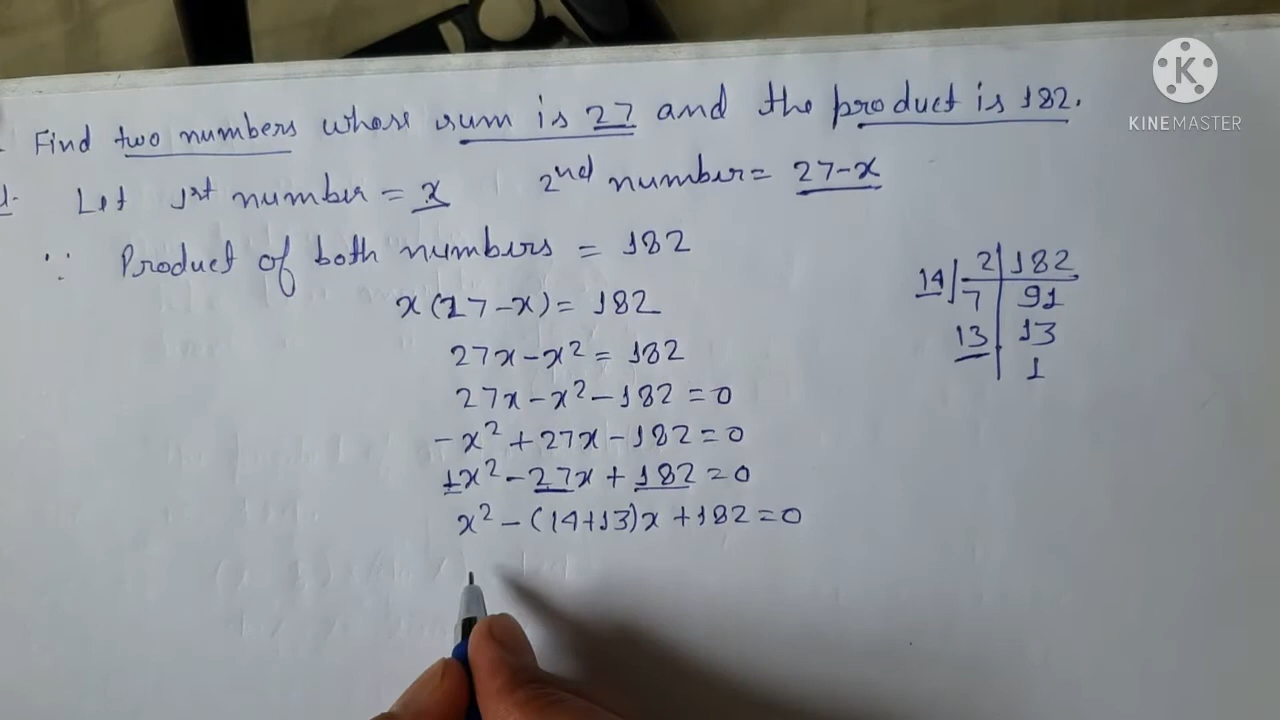 Find two numbers whose sum is 27 and the product is 182.
Let 1st number = x 2nd number = 27-x
∵ Product of both numbers = 182
x(27-x) = 182
27x-x² = 182
27x-x²-182 = 0
-x²+27x-182 = 0
1x²-27x+182 = 0
x²-(14+13)x+182 = 0
14 2 182
7 91
13 13
1
K
KINEMASTER